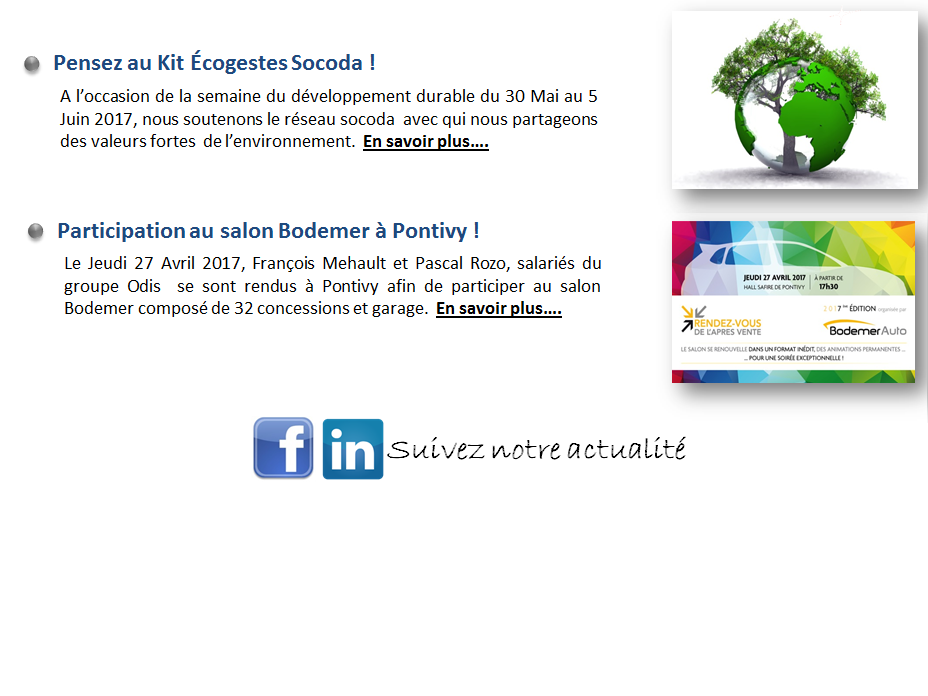 Pensez au Kit Écogestes Socoda !
A l’occasion de la semaine du développement durable du 30 Mai au 5
Juin 2017, nous soutenons le réseau socoda avec qui nous partageons
des valeurs fortes de l’environnement. En savoir plus....
Participation au salon Bodemer à Pontivy !
Le Jeudi 27 Avril 2017, François Mehault et Pascal Rozo, salariés du
groupe Odis se sont rendus à Pontivy afin de participer au salon
Bodemer composé de 32 concessions et garage. En savoir plus....
JEUDI 27 AVRIL 2017 | À PARTIR DE
HALL SAFIRE DE PONTIVY | 17h30
RENDEZ-VOUS
DE L'APRES VENTE
2017 ÉDITION organisée par
BodemerAuto
LE SALON SE RENOUVELLE DANS UN FORMAT INÉDIT, DES ANIMATIONS PERMANENTES ...
... POUR UNE SOIRÉE EXCEPTIONNELLE !
f in Suivez notre actualité